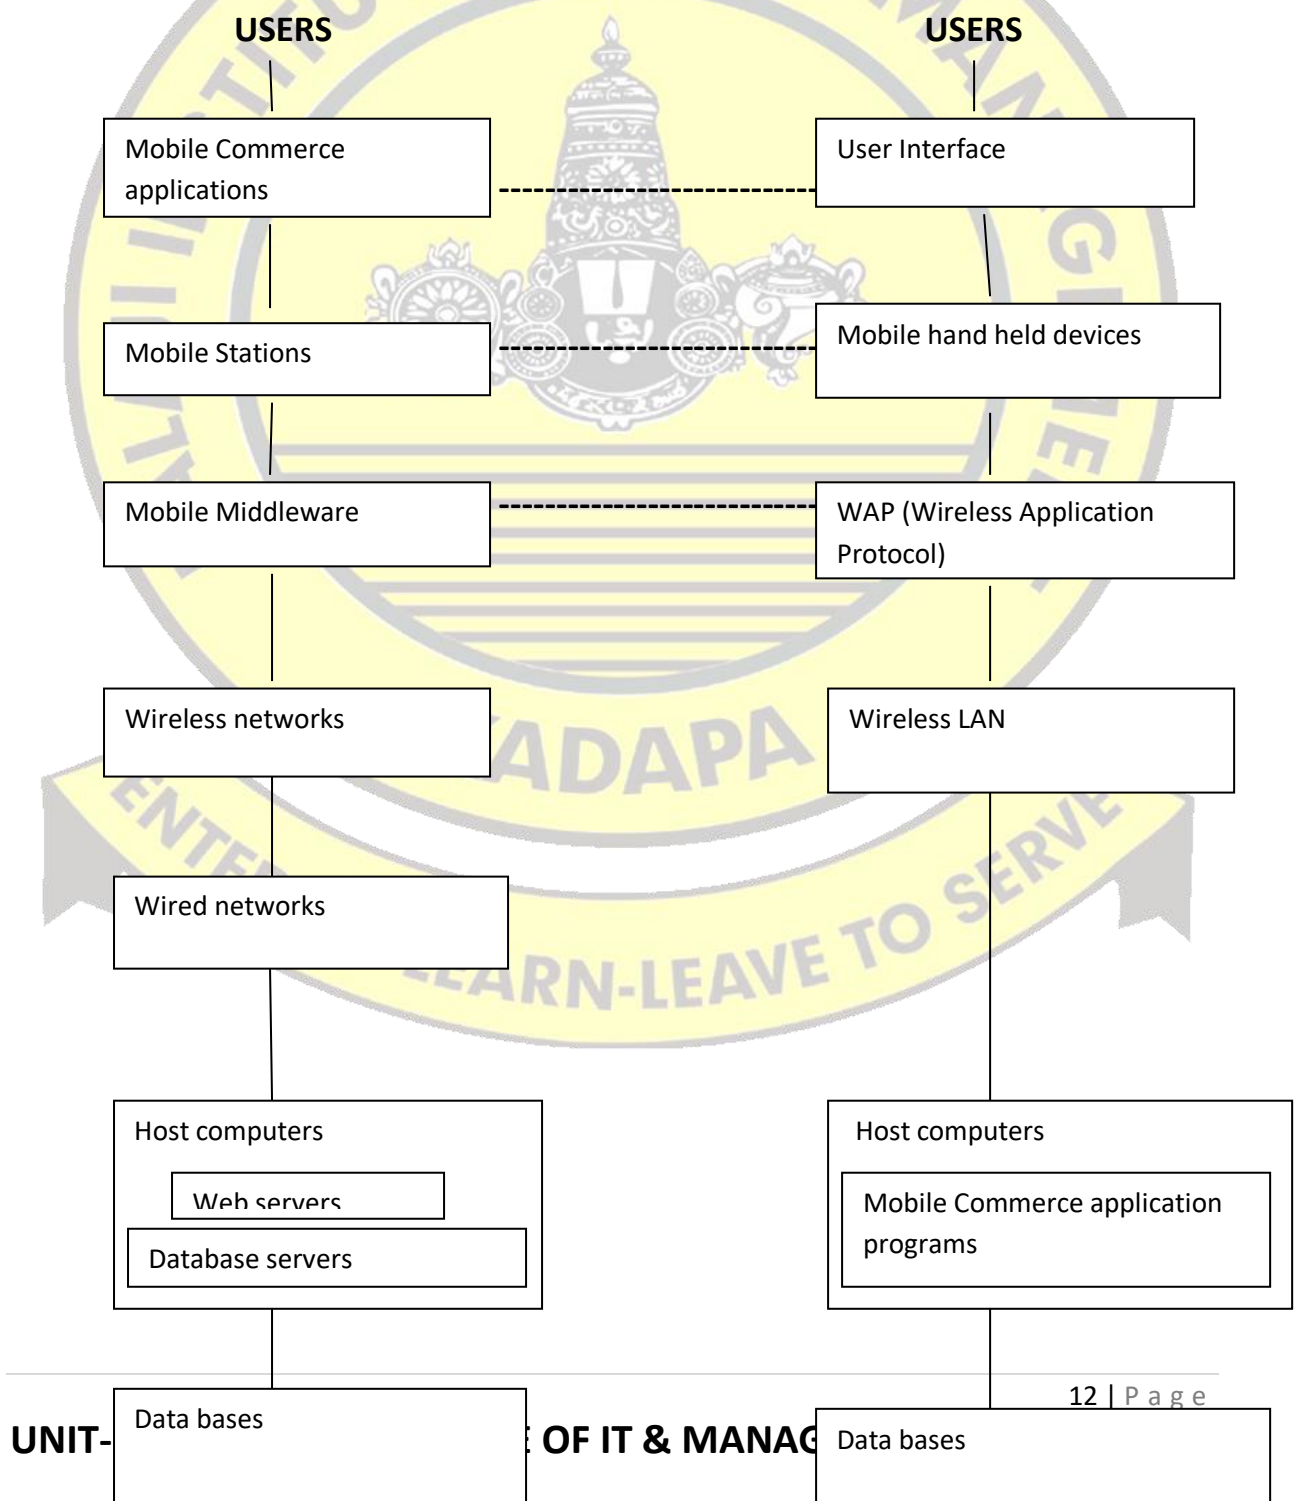 USERS
USERS
Mobile Commerce
applications
User Interface
Mobile Stations
Mobile hand held devices
Mobile Middleware
WAP (Wireless Application
Protocol)
Wireless networks
Wireless LAN
KADAPA
Wired networks
LEARN-LEAVE TO SERVE
Host computers
Web servers
Database servers
Host computers
Mobile Commerce application
programs
12 | Page
Data bases
UNIT-
OF IT & MANAG
Data bases